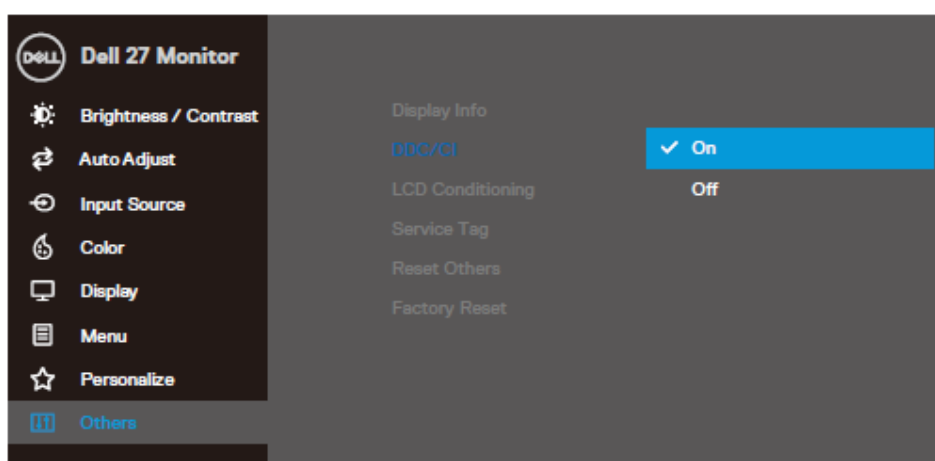 DELL
Dell 27 Monitor
Brightness / Contrast
Auto Adjust
Input Source
Color
Display
Menu
Personalize
Others
Display Info
DDC/CI
LCD Conditioning
Service Tag
Reset Others
Factory Reset
On
Off